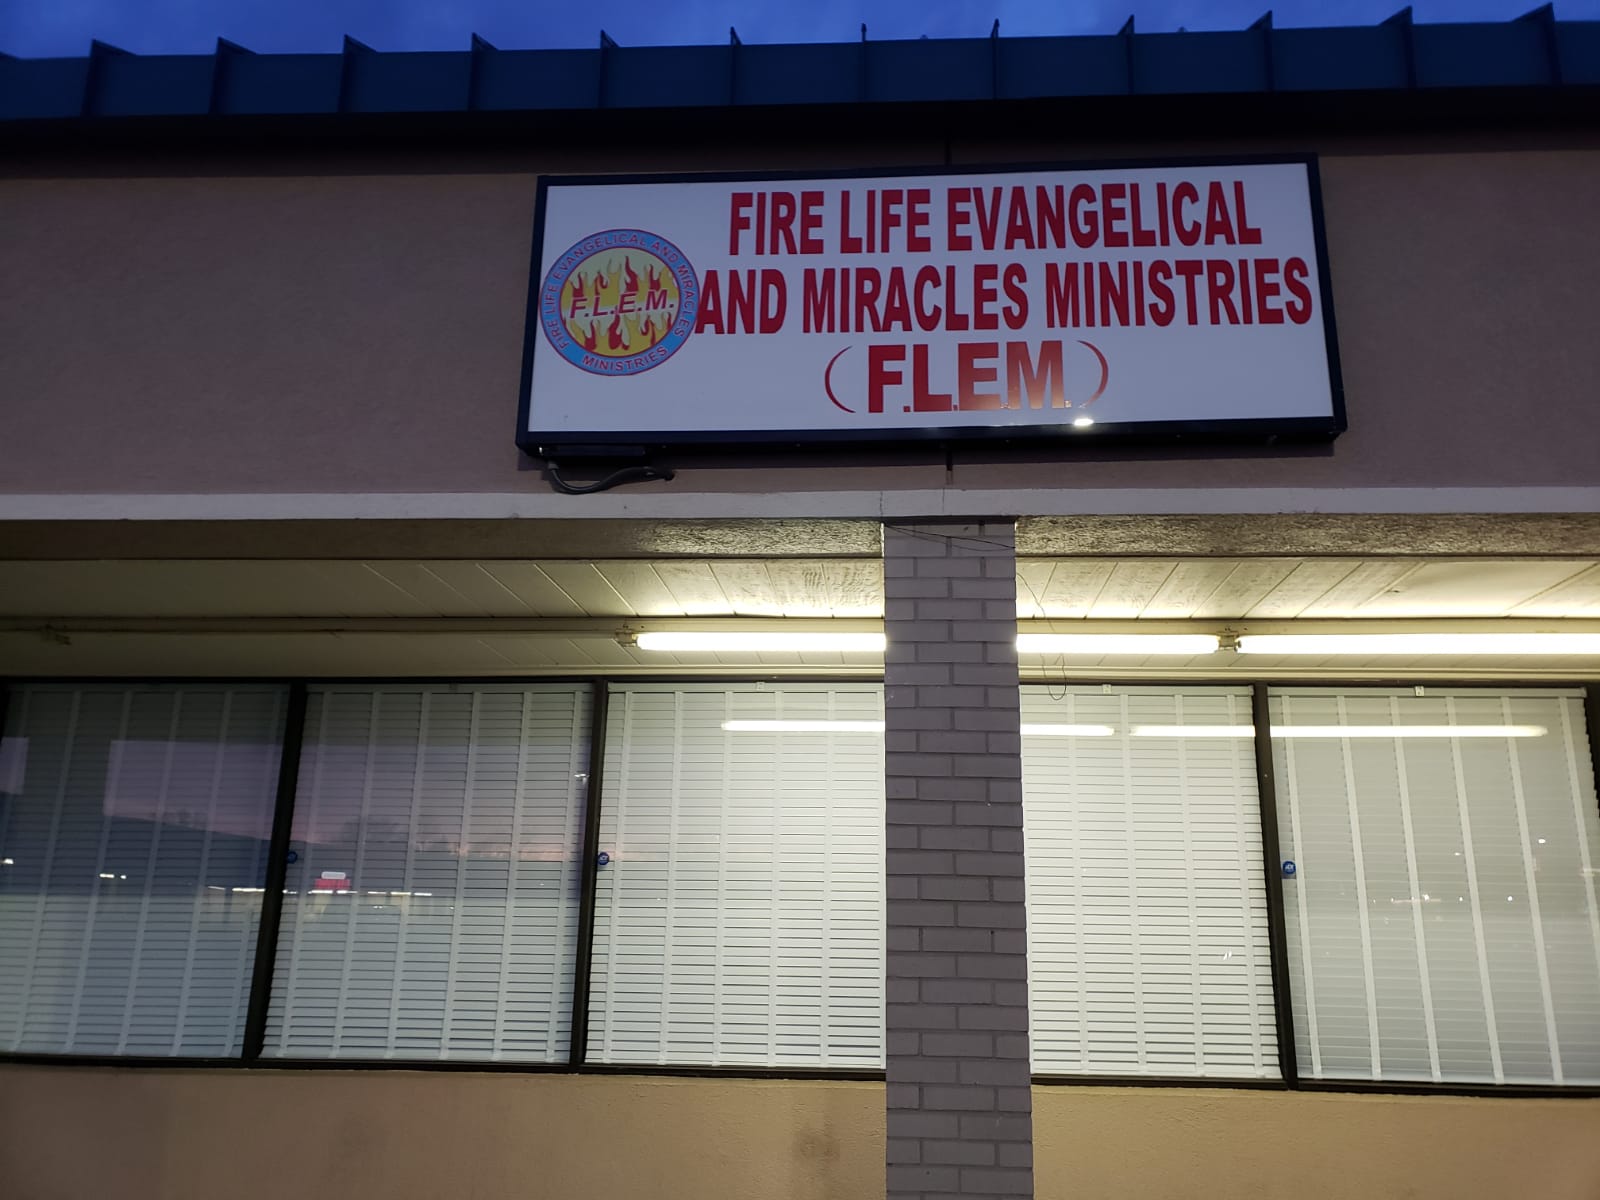 FIRE LIFE EVANGELICAL
AND MIRACLES MINISTRIES
(F.L.E.M.)
FIRE LIFE EVANGELICAL AND MIRACLES
F.L.E.M.
MINISTRIES